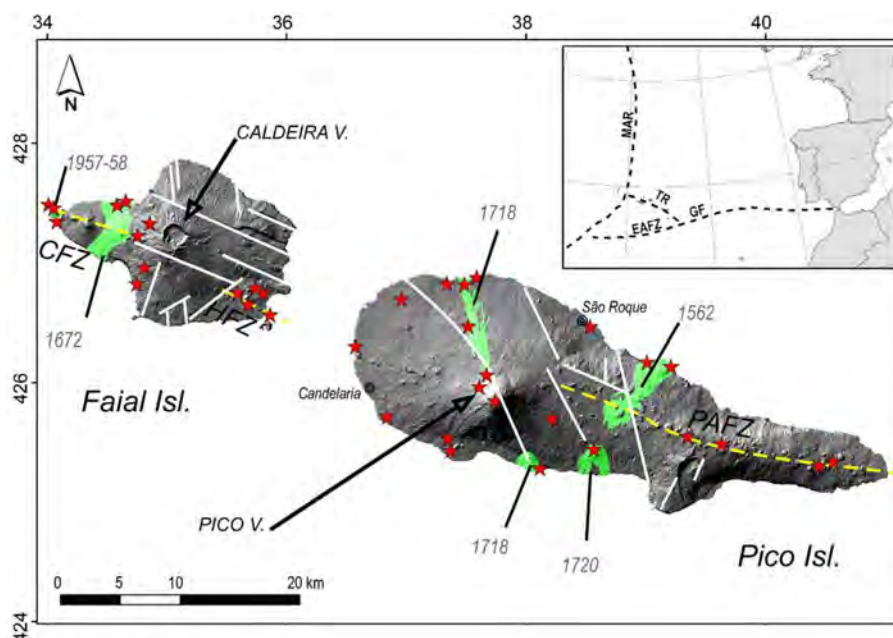 34
36
38
40
428
426
424
N
CALDEIRA V.
1957-58
CFZ
1672
HFZ
Faial Isl.
1718
São Roque
1562
Candelaria
PAFZ
PICO V.
1718
1720
Pico Isl.
0 5 10 20 km
MAR
TR
GF
EAFZ